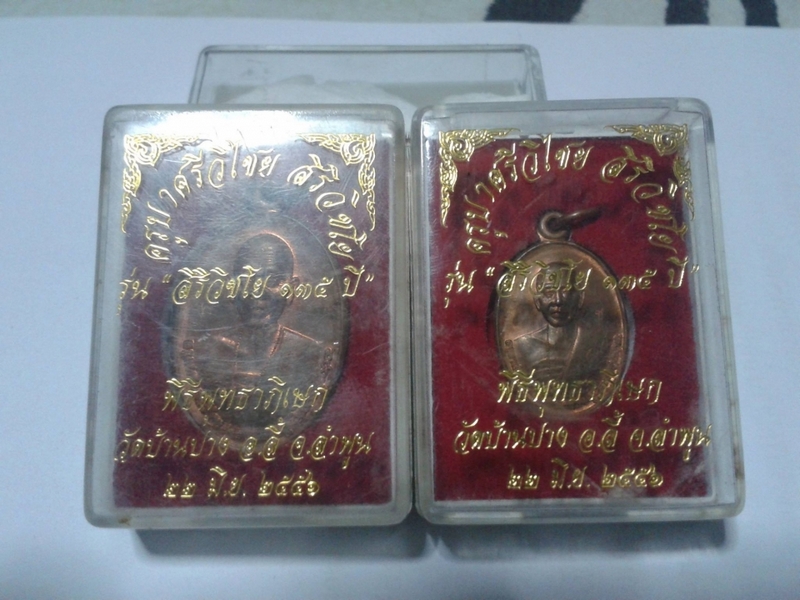 ครูบาศรีวิไชย สิริวิชโย
รุ่น "สิริวิชโย ๑๓๕ ปี"
พิธีพุทธาภิเษก
วัดบ้านปาง อ.ลี้ จ.ลำพูน
๒๒ มิ.ย. ๒๕๕๖
ครูบาศรีวิไชย สิริวิชโย
รุ่น "สิริวิชโย ๑๓๕ ปี"
พิธีพุทธาภิเษก
วัดบ้านปาง อ.ลี้ จ.ลำพูน
๒๒ มิ.ย. ๒๕๕๖